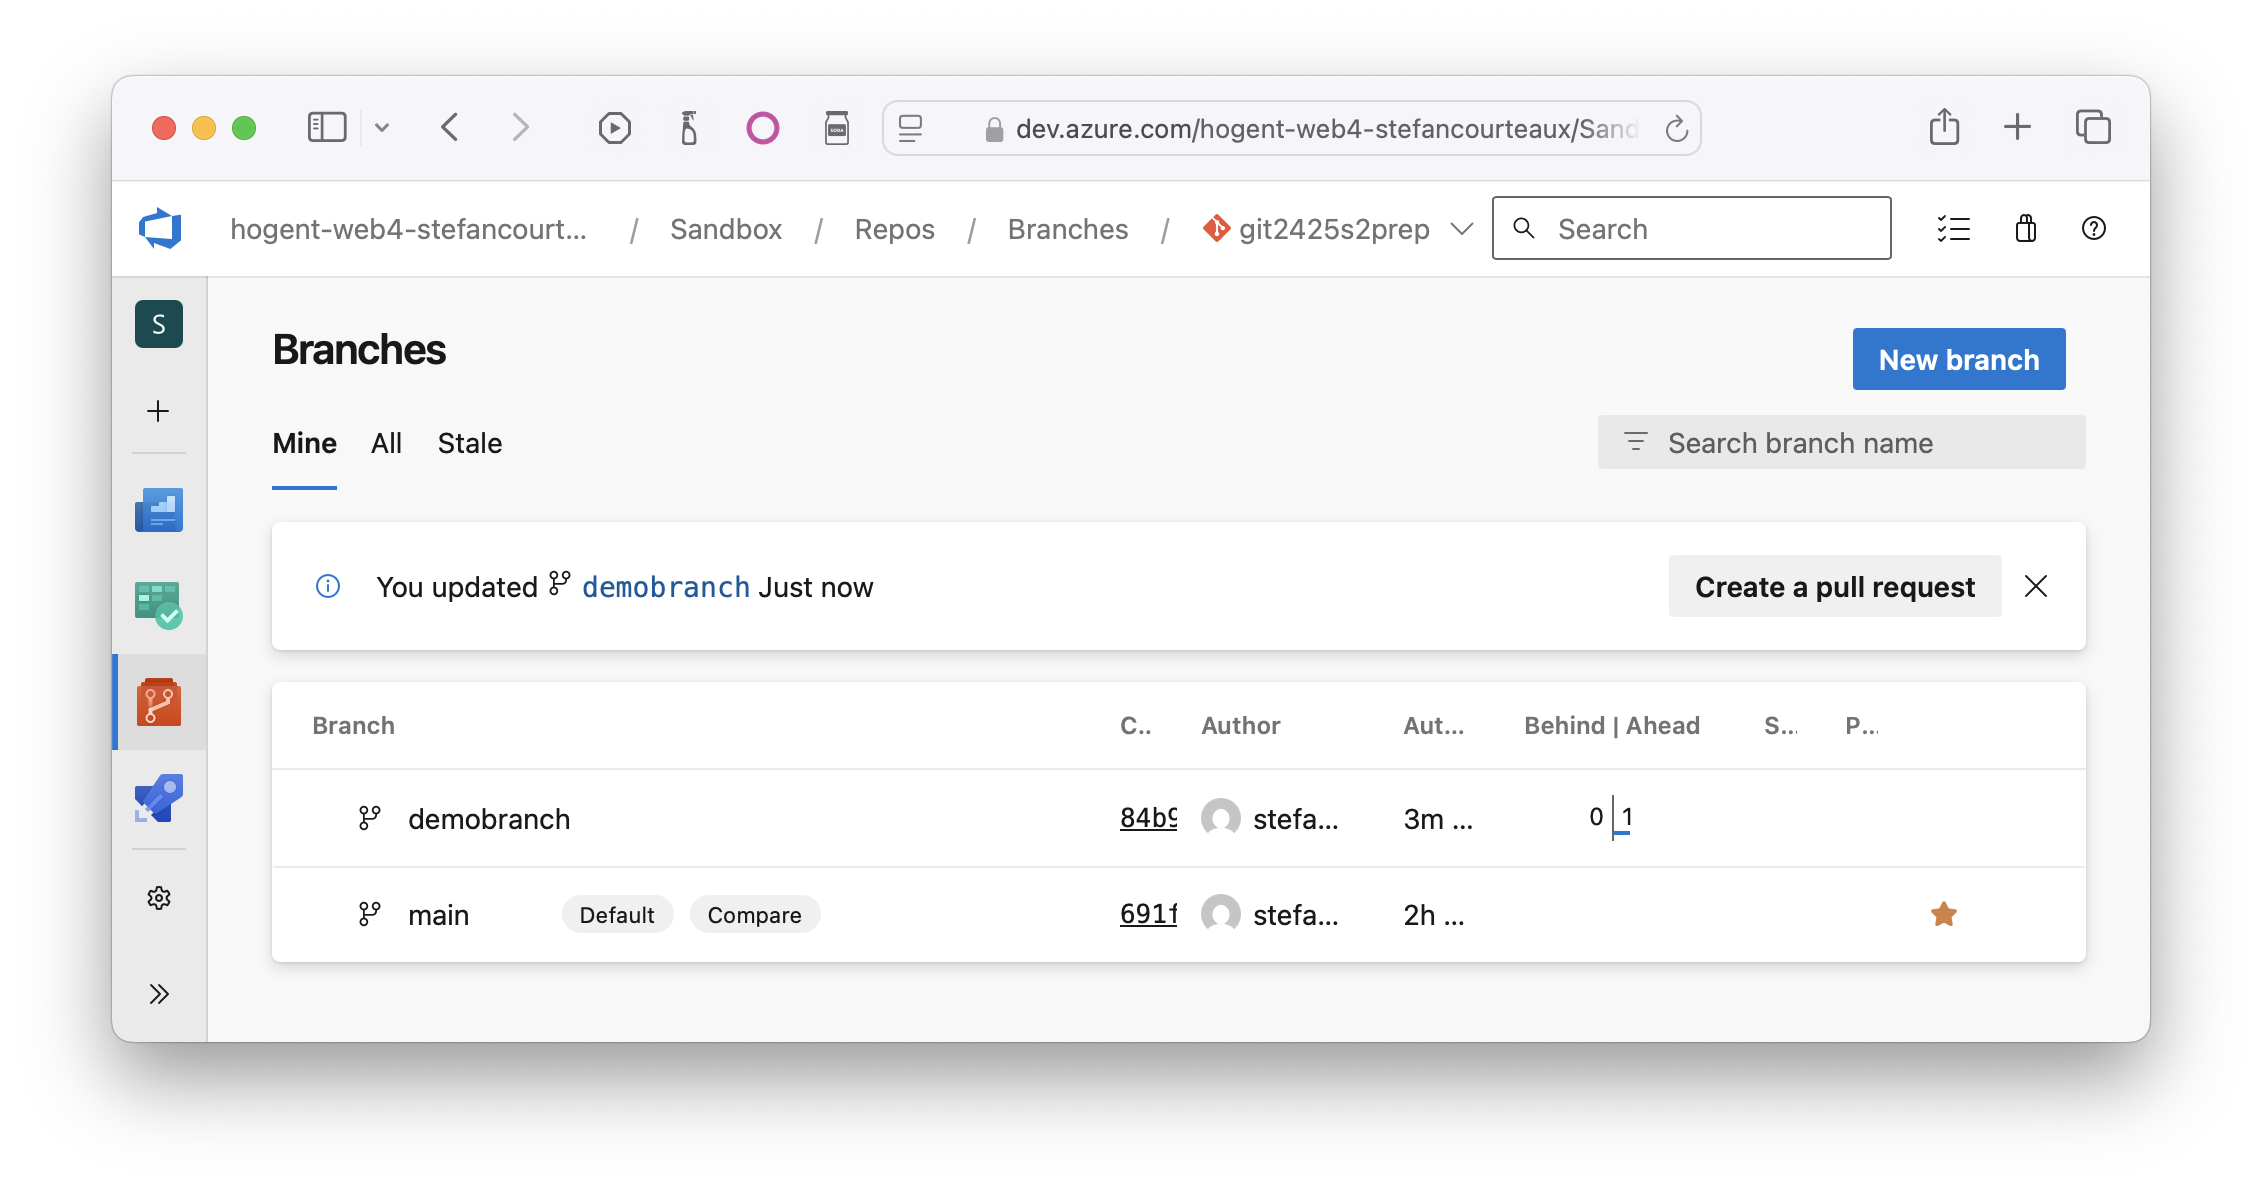 dev.azure.com/hogent-web4-stefancourteaux/Sand
hogent-web4-stefancourt... / Sandbox / Repos / Branches / git2425s2prep Search
S
Branches
New branch
Mine All Stale
Search branch name
You updated demobranch Just now
Create a pull request
Branch C.. Author Aut... Behind | Ahead S... P...
demobranch 84b9 stefa... 3m ... 0 1
main Default Compare 691f stefa... 2h ...